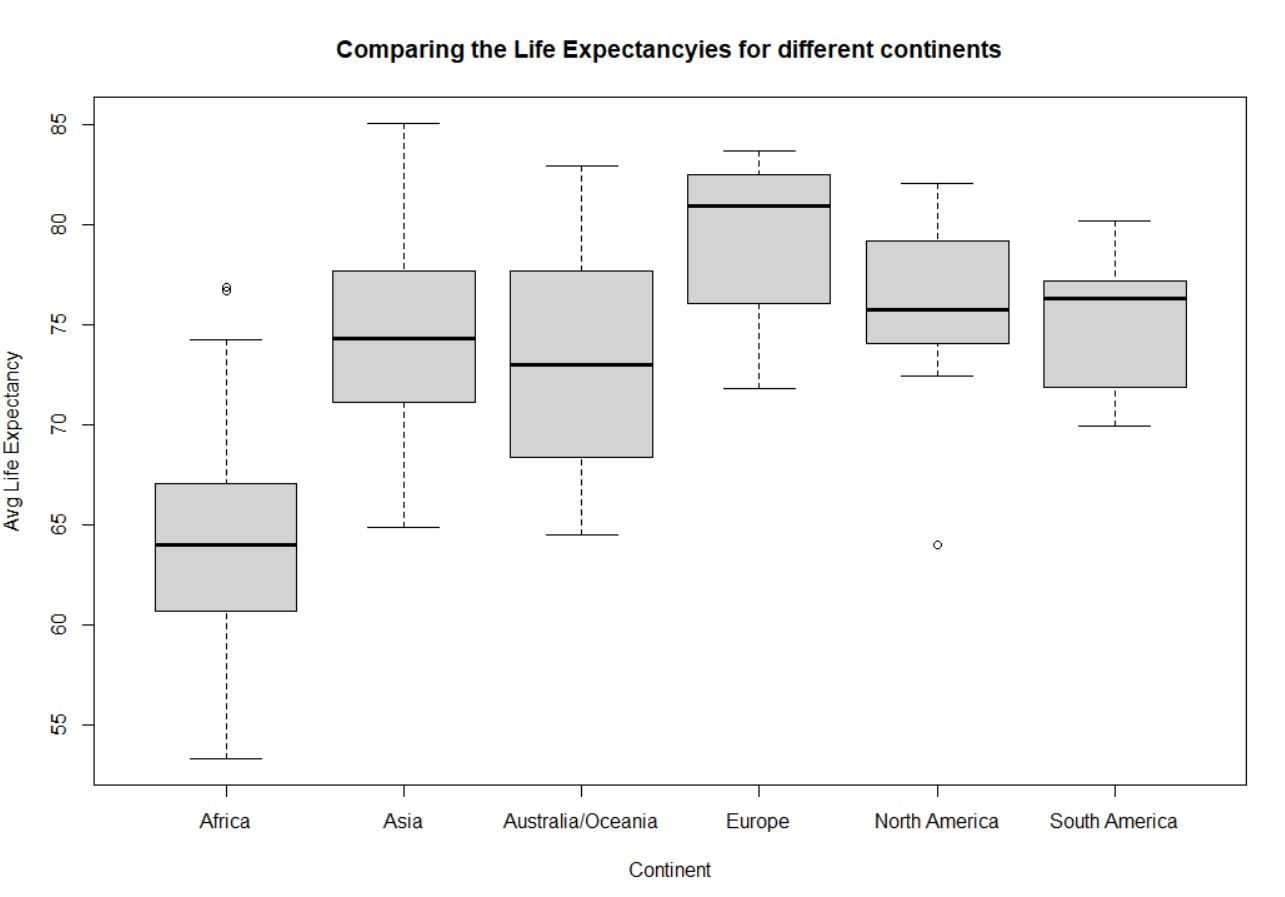 Comparing the Life Expectancyies for different continents
Avg Life Expectancy
85
80
75
70
65
60
55
Africa Asia Australia/Oceania Europe North America South America
Continent